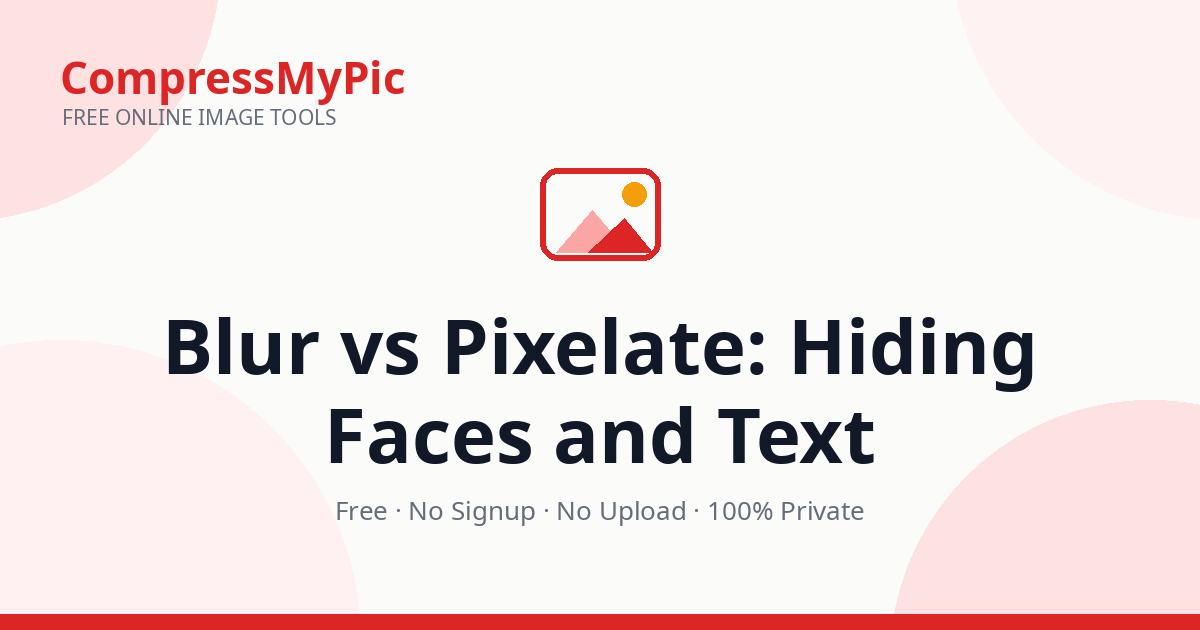 CompressMyPic
FREE ONLINE IMAGE TOOLS
Blur vs Pixelate: Hiding
Faces and Text
Free · No Signup · No Upload · 100% Private